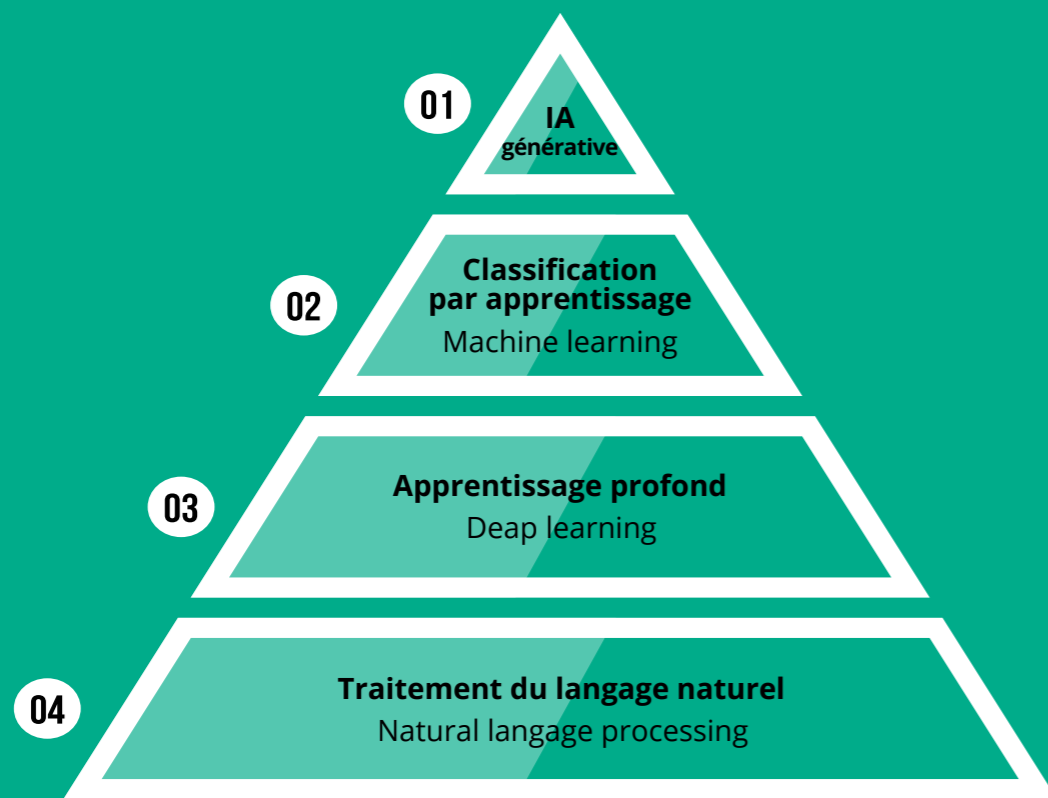 01
IA
générative
02
Classification
par apprentissage
Machine learning
03
Apprentissage profond
Deap learning
04
Traitement du langage naturel
Natural langage processing